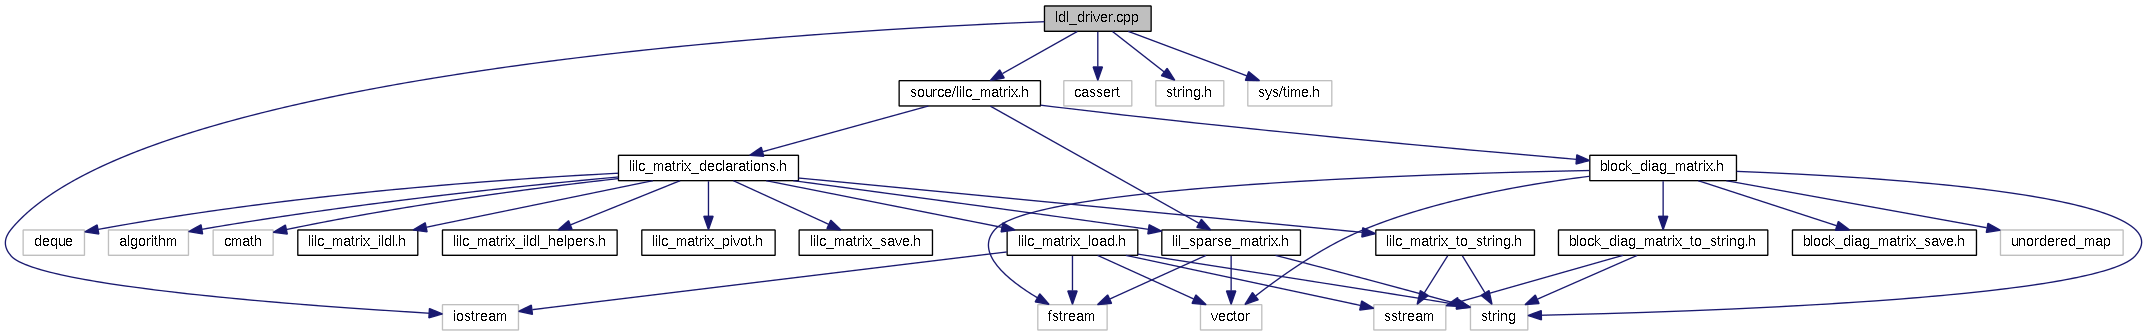 ldl_driver.cpp
source/lilc_matrix.h
cassert
string.h
sys/time.h
lilc_matrix_declarations.h
block_diag_matrix.h
deque
algorithm
cmath
lilc_matrix_ildl.h
lilc_matrix_ildl_helpers.h
lilc_matrix_pivot.h
lilc_matrix_save.h
lilc_matrix_load.h
lil_sparse_matrix.h
lilc_matrix_to_string.h
block_diag_matrix_to_string.h
block_diag_matrix_save.h
unordered_map
iostream
fstream
vector
sstream
string